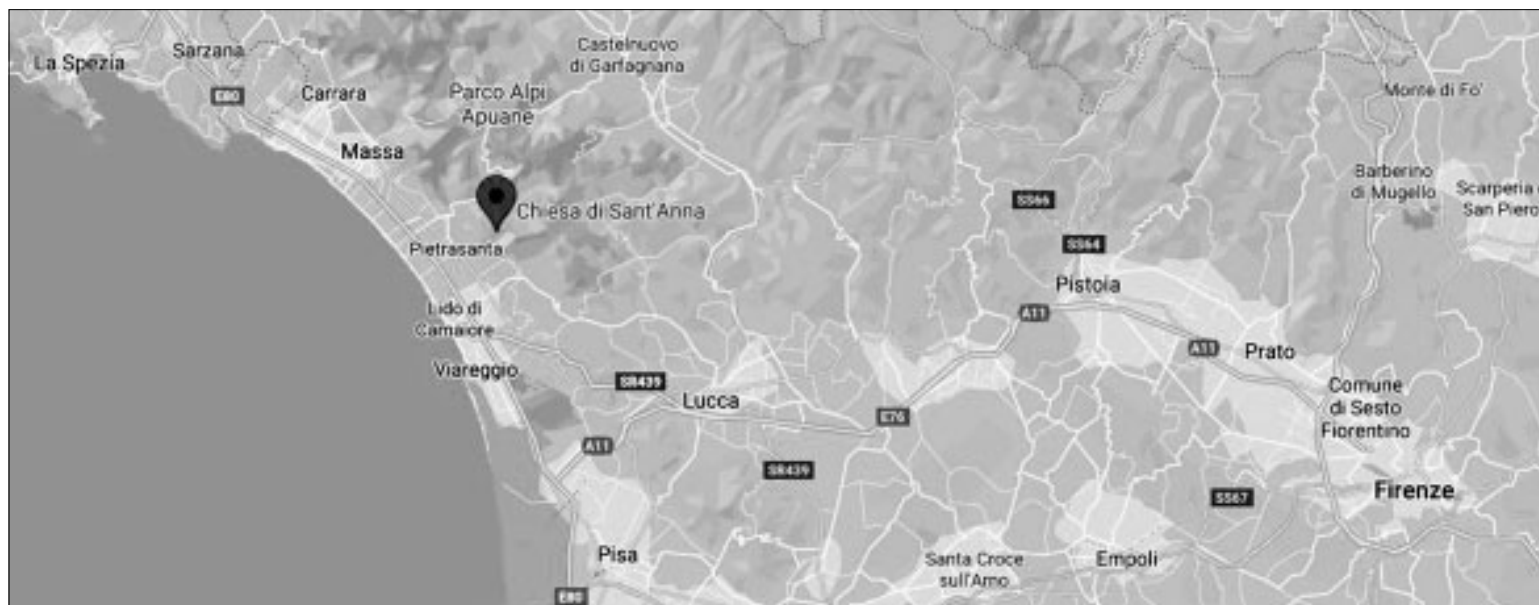 La Spezia
Sarzana
E80
Carrara
Massa
Parco Alpi
Apuane
Castelnuovo
di Garfagnana
Monte di Fo'
Barberino
di Mugello
Scarperia e
San Piero
Chiesa di Sant'Anna
Pietrasanta
SS66
SS64
Pistoia
Lido di
Camaiore
A11
A11
Prato
Viareggio
SR439
Lucca
E76
Comune
di Sesto
Fiorentino
A11
SR439
SS67
Firenze
Pisa
Santa Croce
sull'Arno
Empoli
E80